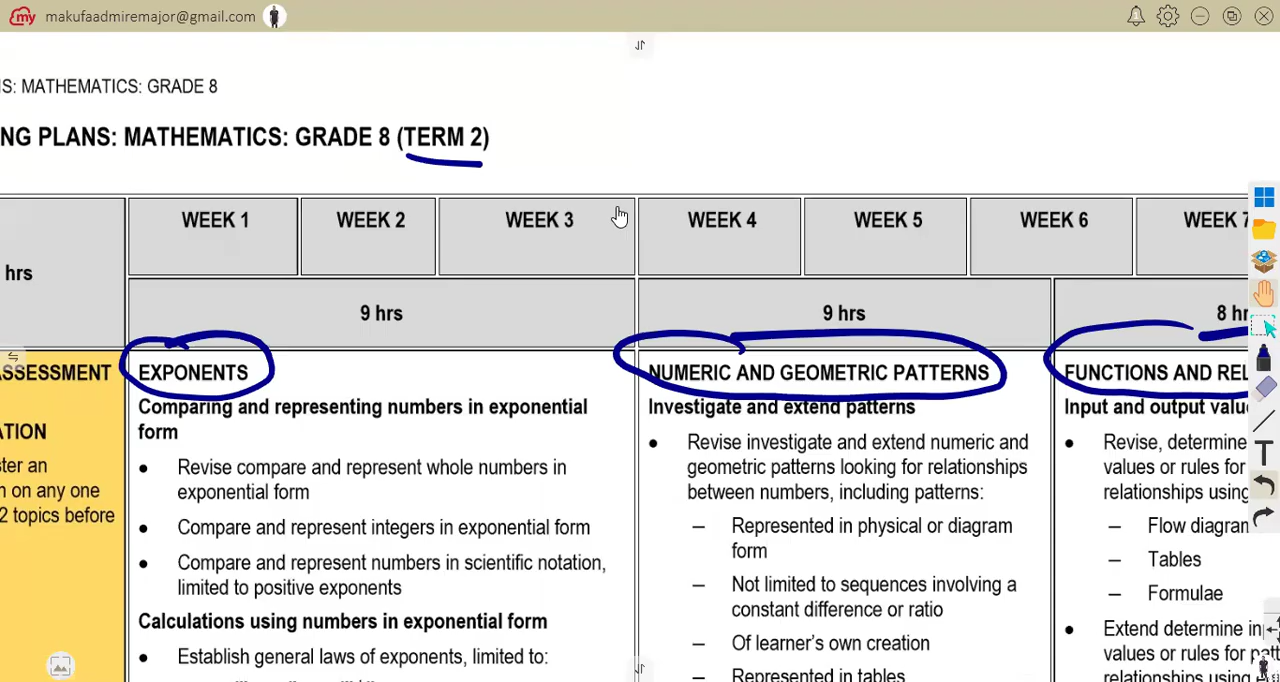 my makufaadmiremajor@gmail.com
S: MATHEMATICS: GRADE 8
NG PLANS: MATHEMATICS: GRADE 8 (TERM 2)
WEEK 1 WEEK 2 WEEK 3 WEEK 4 WEEK 5 WEEK 6 WEEK 7
hrs
9 hrs 9 hrs 8 hr
ASSESSMENT
ATION
ster an
n on any one
2 topics before
EXPONENTS
Comparing and representing numbers in exponential
form
• Revise compare and represent whole numbers in
exponential form
• Compare and represent integers in exponential form
• Compare and represent numbers in scientific notation,
limited to positive exponents
Calculations using numbers in exponential form
• Establish general laws of exponents, limited to:
NUMERIC AND GEOMETRIC PATTERNS
Investigate and extend patterns
• Revise investigate and extend numeric and
geometric patterns looking for relationships
between numbers, including patterns:
– Represented in physical or diagram
form
– Not limited to sequences involving a
constant difference or ratio
– Of learner's own creation
– Represented in tables
FUNCTIONS AND REL
Input and output valu
• Revise, determine
values or rules for
relationships using
– Flow diagran
– Tables
– Formulae
• Extend determine in
values or rules for patt
relationships using